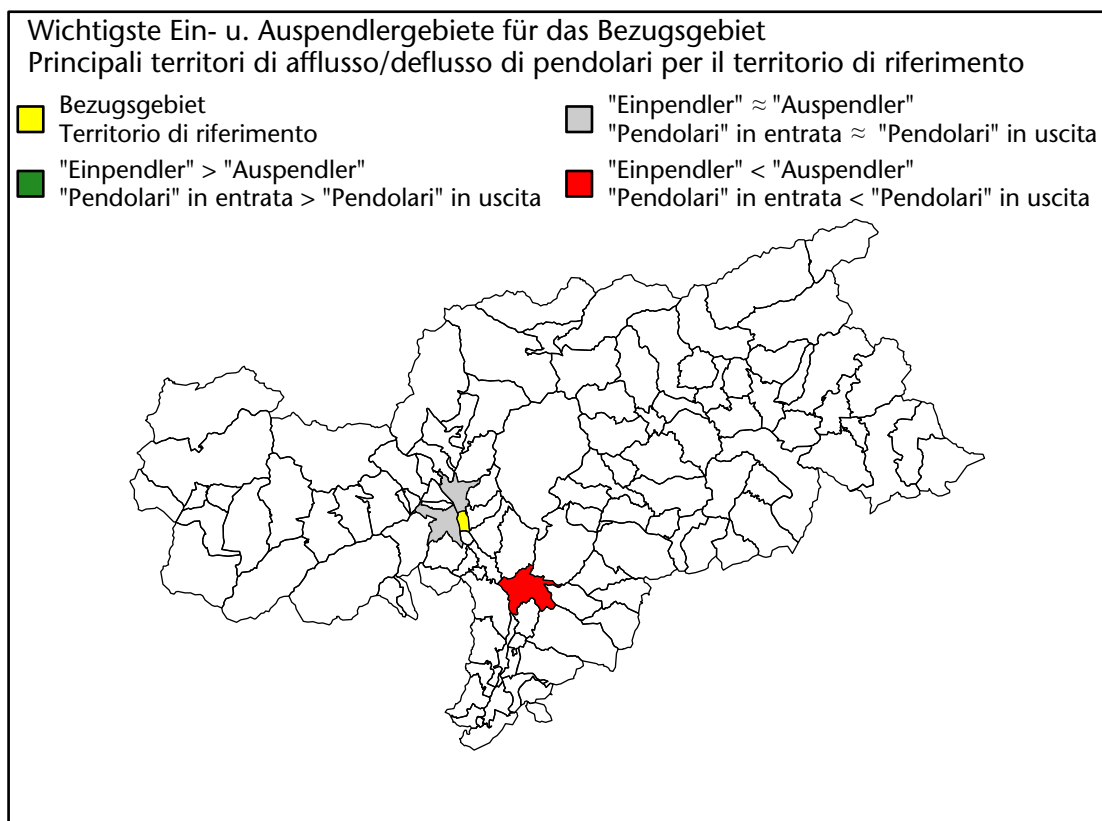 Wichtigste Ein- u. Auspendlergebiete für das Bezugsgebiet
Principali territori di afflusso/deflusso di pendolari per il territorio di riferimento
Bezugsgebiet
Territorio di riferimento
"Einpendler" > "Auspendler"
"Pendolari" in entrata > "Pendolari" in uscita
"Einpendler" ≈ "Auspendler"
"Pendolari" in entrata ≈ "Pendolari" in uscita
"Einpendler" < "Auspendler"
"Pendolari" in entrata < "Pendolari" in uscita